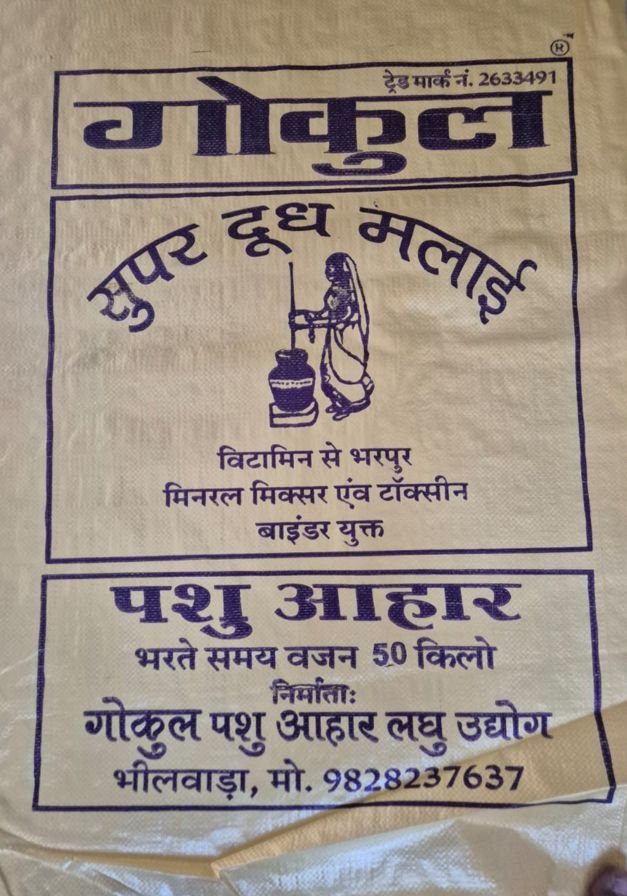 ®
ट्रेड मार्क नं. 2633491
गोकुल
सुपर दूध मलाई
विटामिन से भरपुर
मिनरल मिक्सर एंव टॉक्सीन
बाइंडर युक्त
पशु आहार
भरते समय वजन 50 किलो
निर्माताः
गोकुल पशु आहार लघु उद्योग
भीलवाड़ा, मो. 9828237637